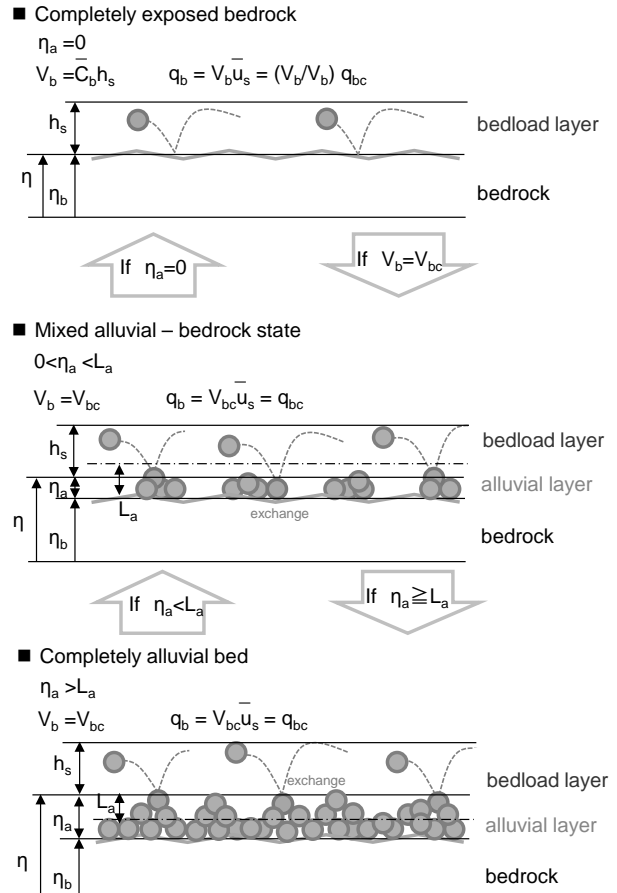 ■ Completely exposed bedrock
ηa =0
Vb =C̅bhs qb = Vbu̅s = (Vb/Vb) qbc
hs
bedload layer
η
ηb
bedrock
If ηa=0
If Vb=Vbc
■ Mixed alluvial – bedrock state
0<ηa <La
Vb =Vbc qb = Vbcu̅s = qbc
hs
bedload layer
ηa
alluvial layer
La
exchange
η
ηb
bedrock
If ηa<La
If ηa≧La
■ Completely alluvial bed
ηa >La
Vb =Vbc qb = Vbcu̅s = qbc
hs
exchange
bedload layer
La
ηa
alluvial layer
η
ηb
bedrock